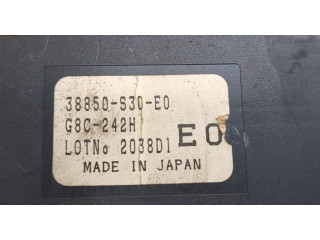 38850-S30-E0
G8C-242H E0
LOTNo 2038D1
MADE IN JAPAN